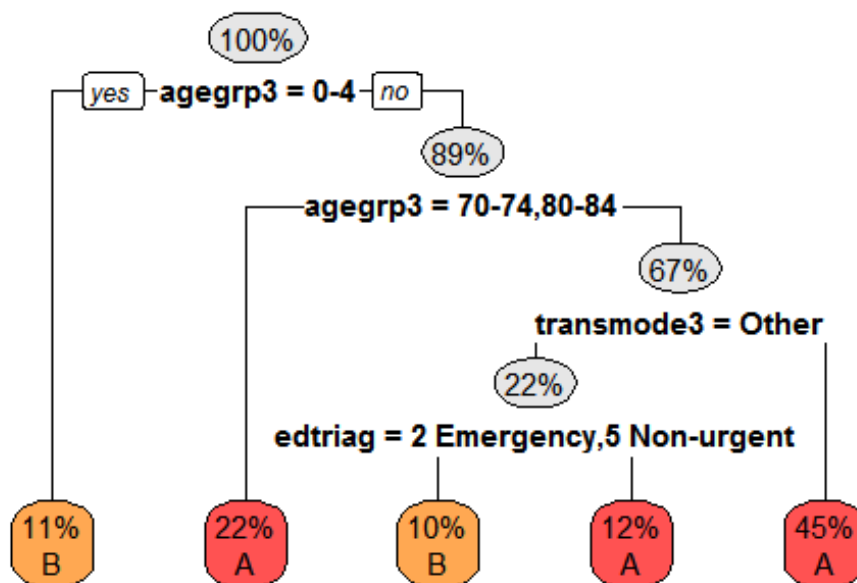 100%
yes agegrp3 = 0-4 no
89%
agegrp3 = 70-74,80-84
67%
transmode3 = Other
22%
edtriag = 2 Emergency,5 Non-urgent
11% 22% 10% 12% 45%
B A B A A